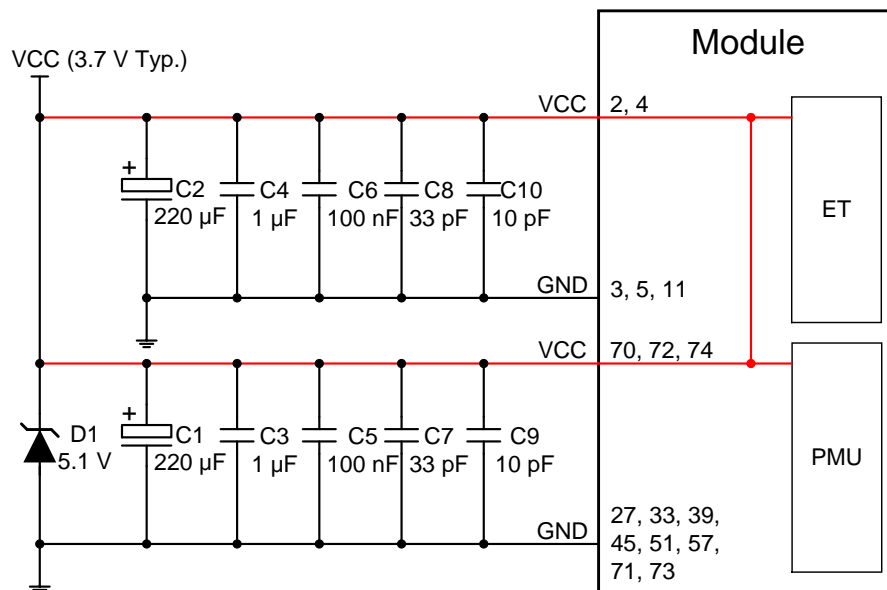 Module
VCC (3.7 V Typ.)
VCC
2, 4
+
C2
220 µF
C4
1 µF
C6
100 nF
C8
33 pF
C10
10 pF
ET
GND
3, 5, 11
VCC
70, 72, 74
D1
5.1 V
+
C1
220 µF
C3
1 µF
C5
100 nF
C7
33 pF
C9
10 pF
PMU
GND
27, 33, 39,
45, 51, 57,
71, 73